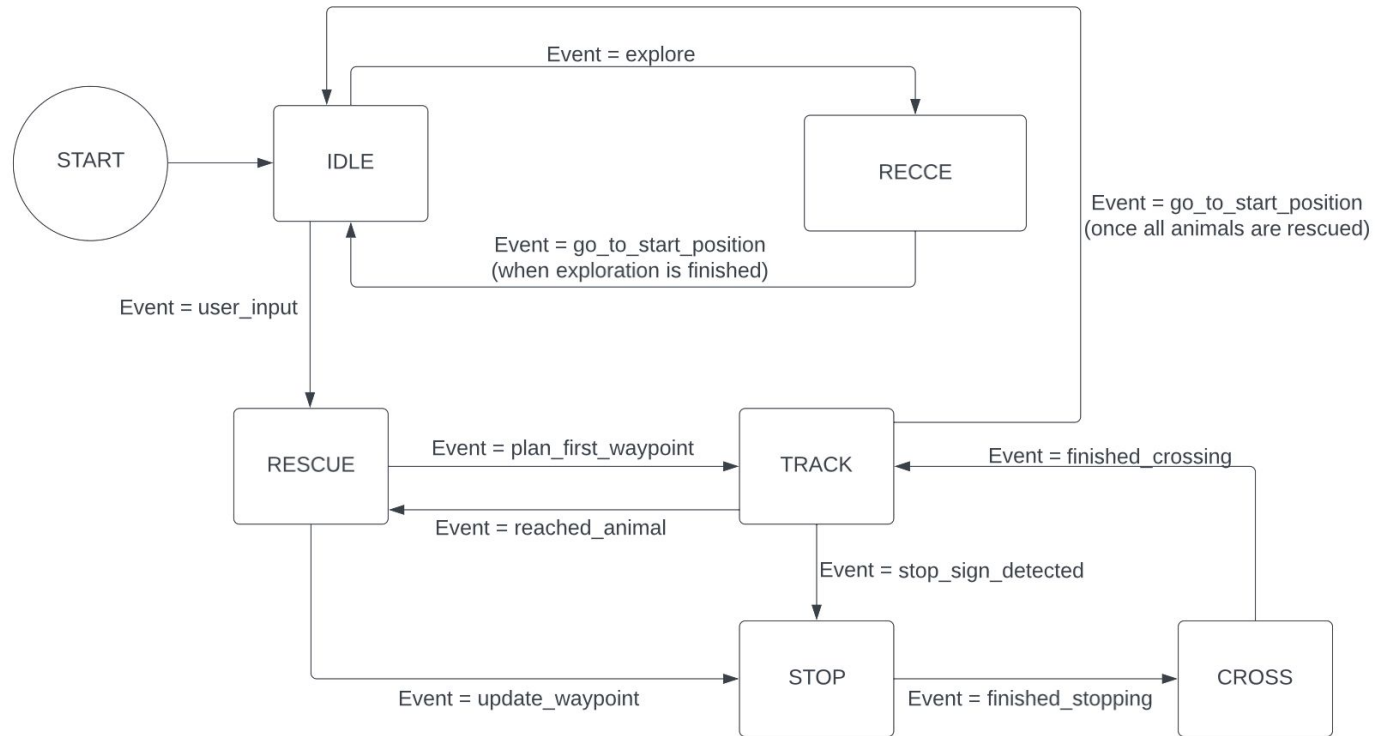 Event = explore
START
IDLE
RECCE
Event = go_to_start_position
(once all animals are rescued)
Event = go_to_start_position
(when exploration is finished)
Event = user_input
RESCUE
Event = plan_first_waypoint
TRACK
Event = finished_crossing
Event = reached_animal
Event = stop_sign_detected
STOP
CROSS
Event = update_waypoint
Event = finished_stopping